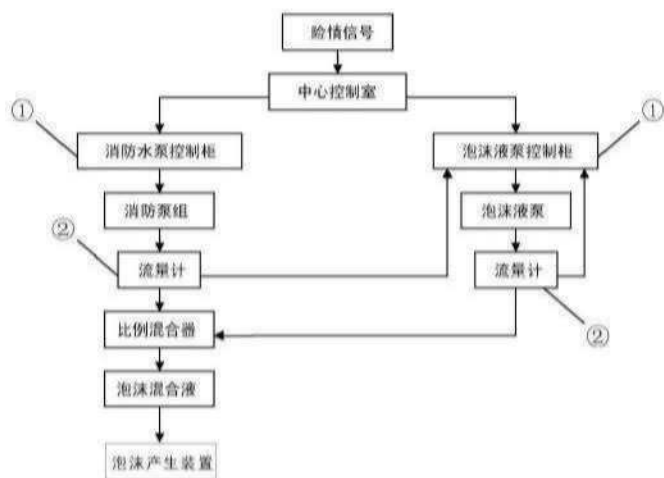 险情信号
中心控制室
①
①
消防水泵控制柜
泡沫液泵控制柜
消防泵组
泡沫液泵
②
流量计
流量计
比例混合器
②
泡沫混合液
泡沫产生装置